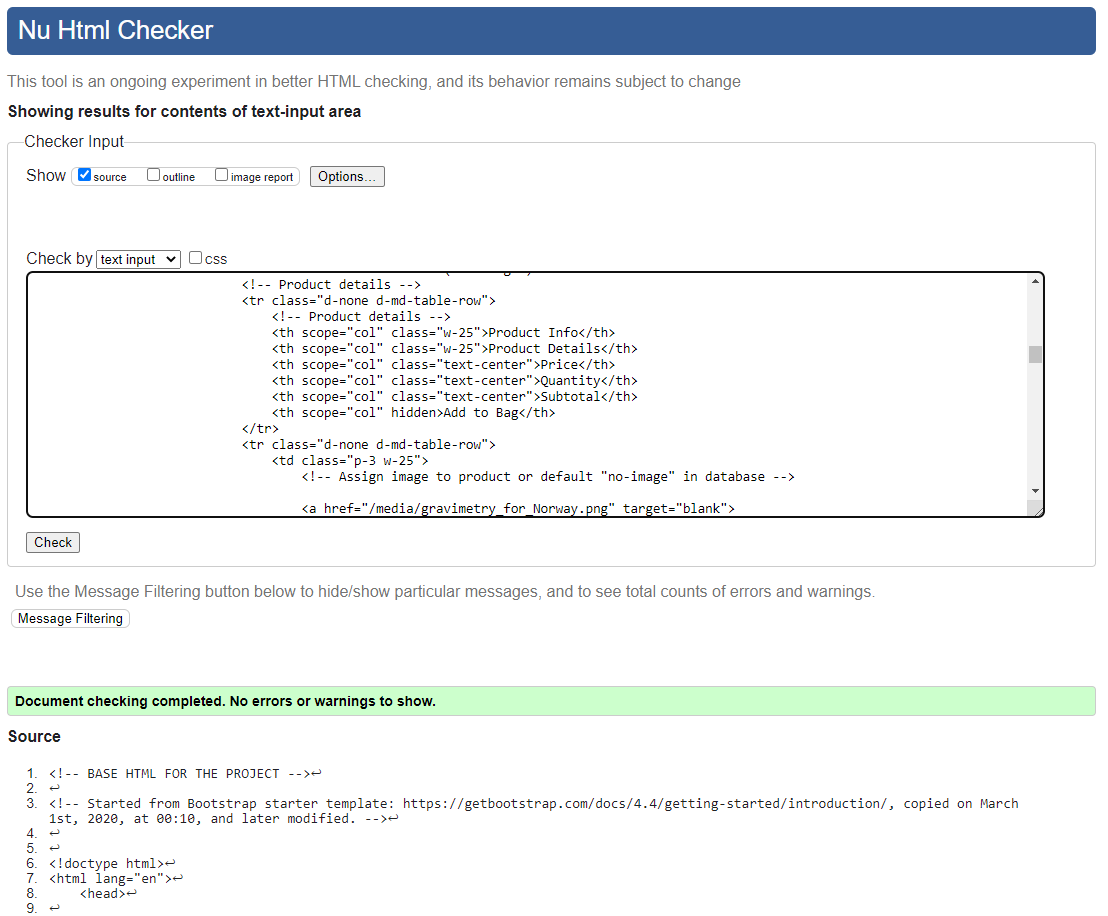 Nu Html Checker
This tool is an ongoing experiment in better HTML checking, and its behavior remains subject to change
Showing results for contents of text-input area
Checker Input
Show source outline image report Options...
Check by text input css
<!-- Product details -->
<tr class="d-none d-md-table-row">
<!-- Product details -->
<th scope="col" class="w-25">Product Info</th>
<th scope="col" class="w-25">Product Details</th>
<th scope="col" class="text-center">Price</th>
<th scope="col" class="text-center">Quantity</th>
<th scope="col" class="text-center">Subtotal</th>
<th scope="col" hidden>Add to Bag</th>
</tr>
<tr class="d-none d-md-table-row">
<td class="p-3 w-25">
<!-- Assign image to product or default "no-image" in database -->
<a href="/media/gravimetry_for_Norway.png" target="blank">
Check
Use the Message Filtering button below to hide/show particular messages, and to see total counts of errors and warnings.
Message Filtering
Document checking completed. No errors or warnings to show.
Source
1. <!-- BASE HTML FOR THE PROJECT -->↩
2. ↩
3. <!-- Started from Bootstrap starter template: https://getbootstrap.com/docs/4.4/getting-started/introduction/, copied on March
1st, 2020, at 00:10, and later modified. -->↩
4. ↩
5. ↩
6. <!doctype html>↩
7. <html lang="en">↩
8. <head>↩
9. ↩